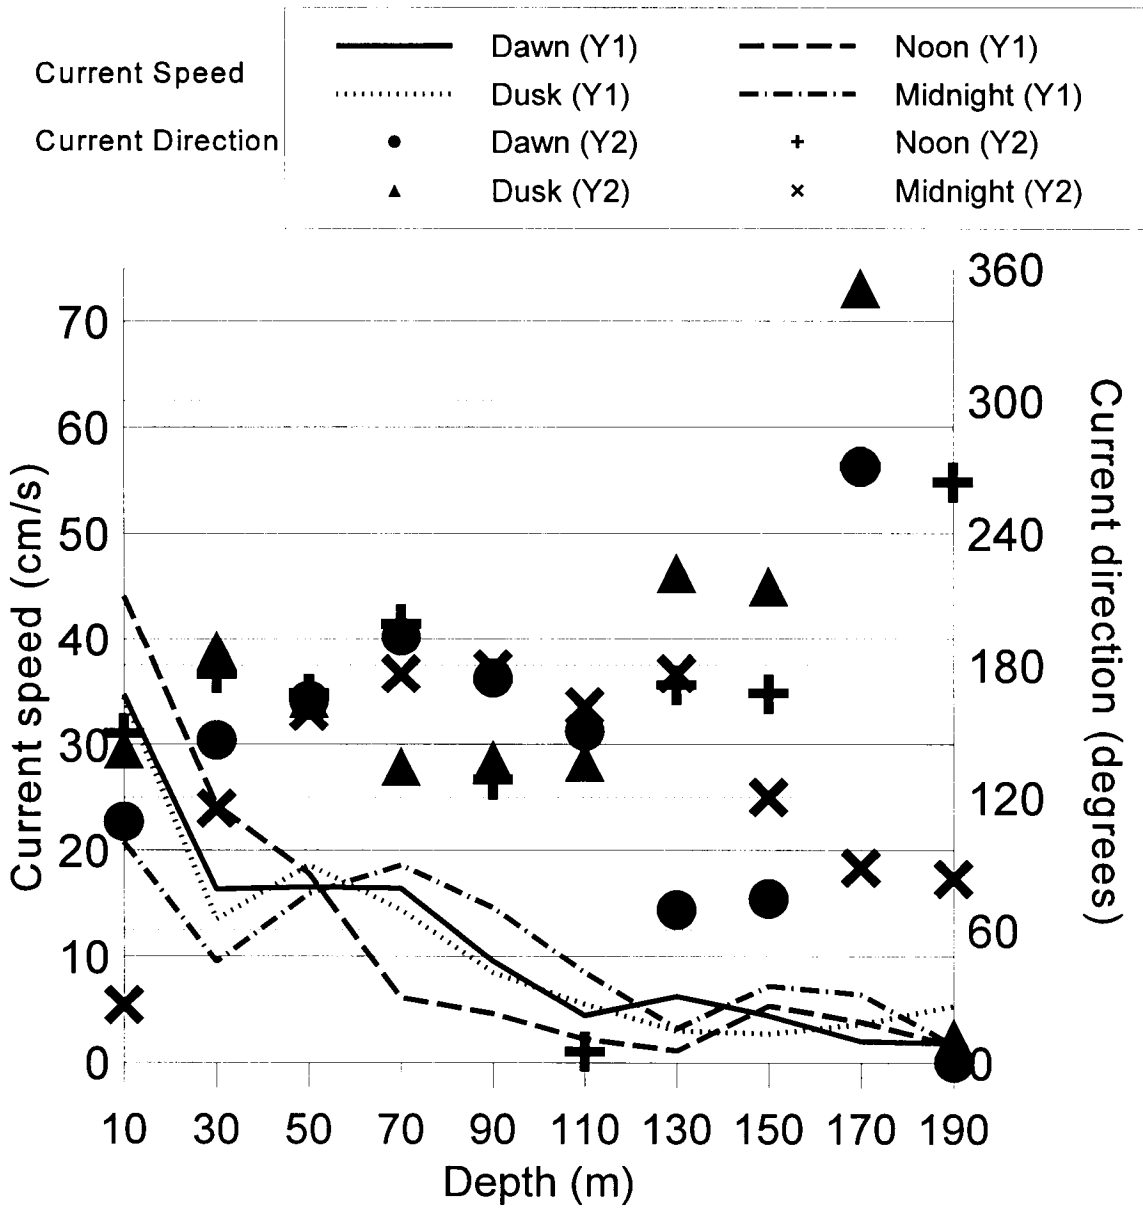 Current Speed
Dawn (Y1) Noon (Y1)
Dusk (Y1) Midnight (Y1)
Current Direction
Dawn (Y2) Noon (Y2)
Dusk (Y2) Midnight (Y2)
Current speed (cm/s)
70
60
50
40
30
20
10
0
360
300
240
180
120
60
0
Current direction (degrees)
10 30 50 70 90 110 130 150 170 190
Depth (m)